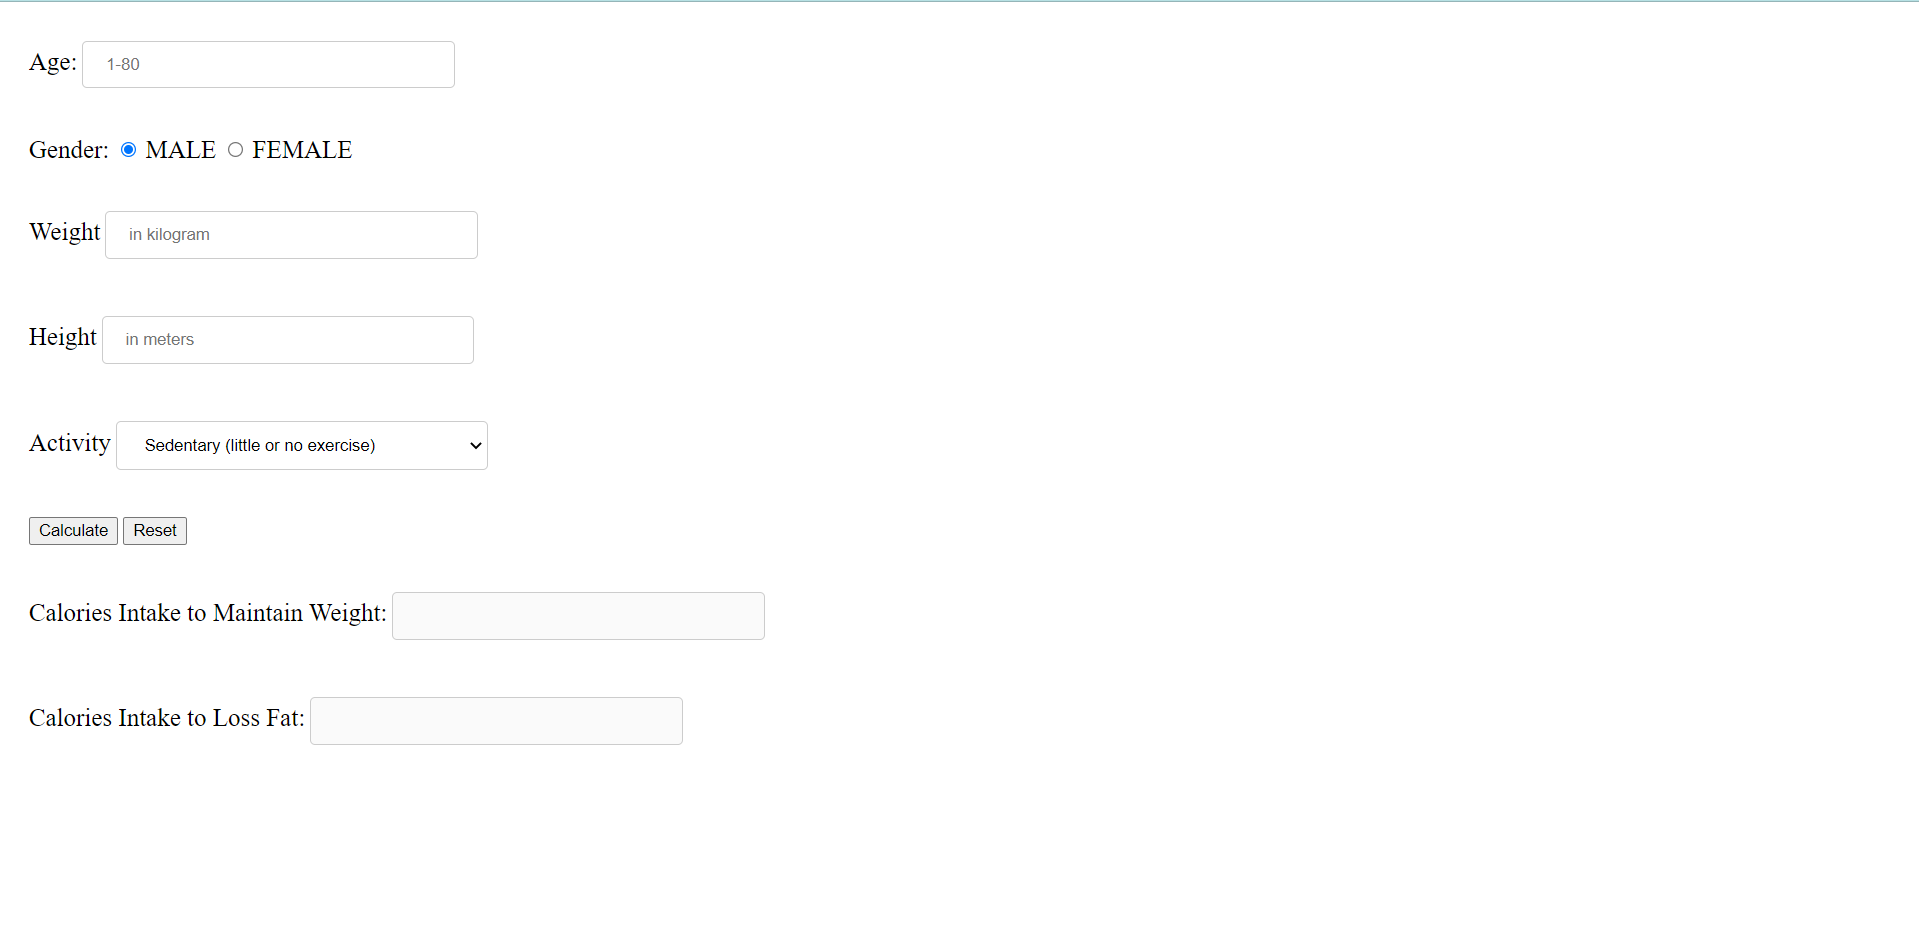 Age: 1-80
Gender: MALE FEMALE
Weight in kilogram
Height in meters
Activity Sedentary (little or no exercise)
Calculate Reset
Calories Intake to Maintain Weight:
Calories Intake to Loss Fat: